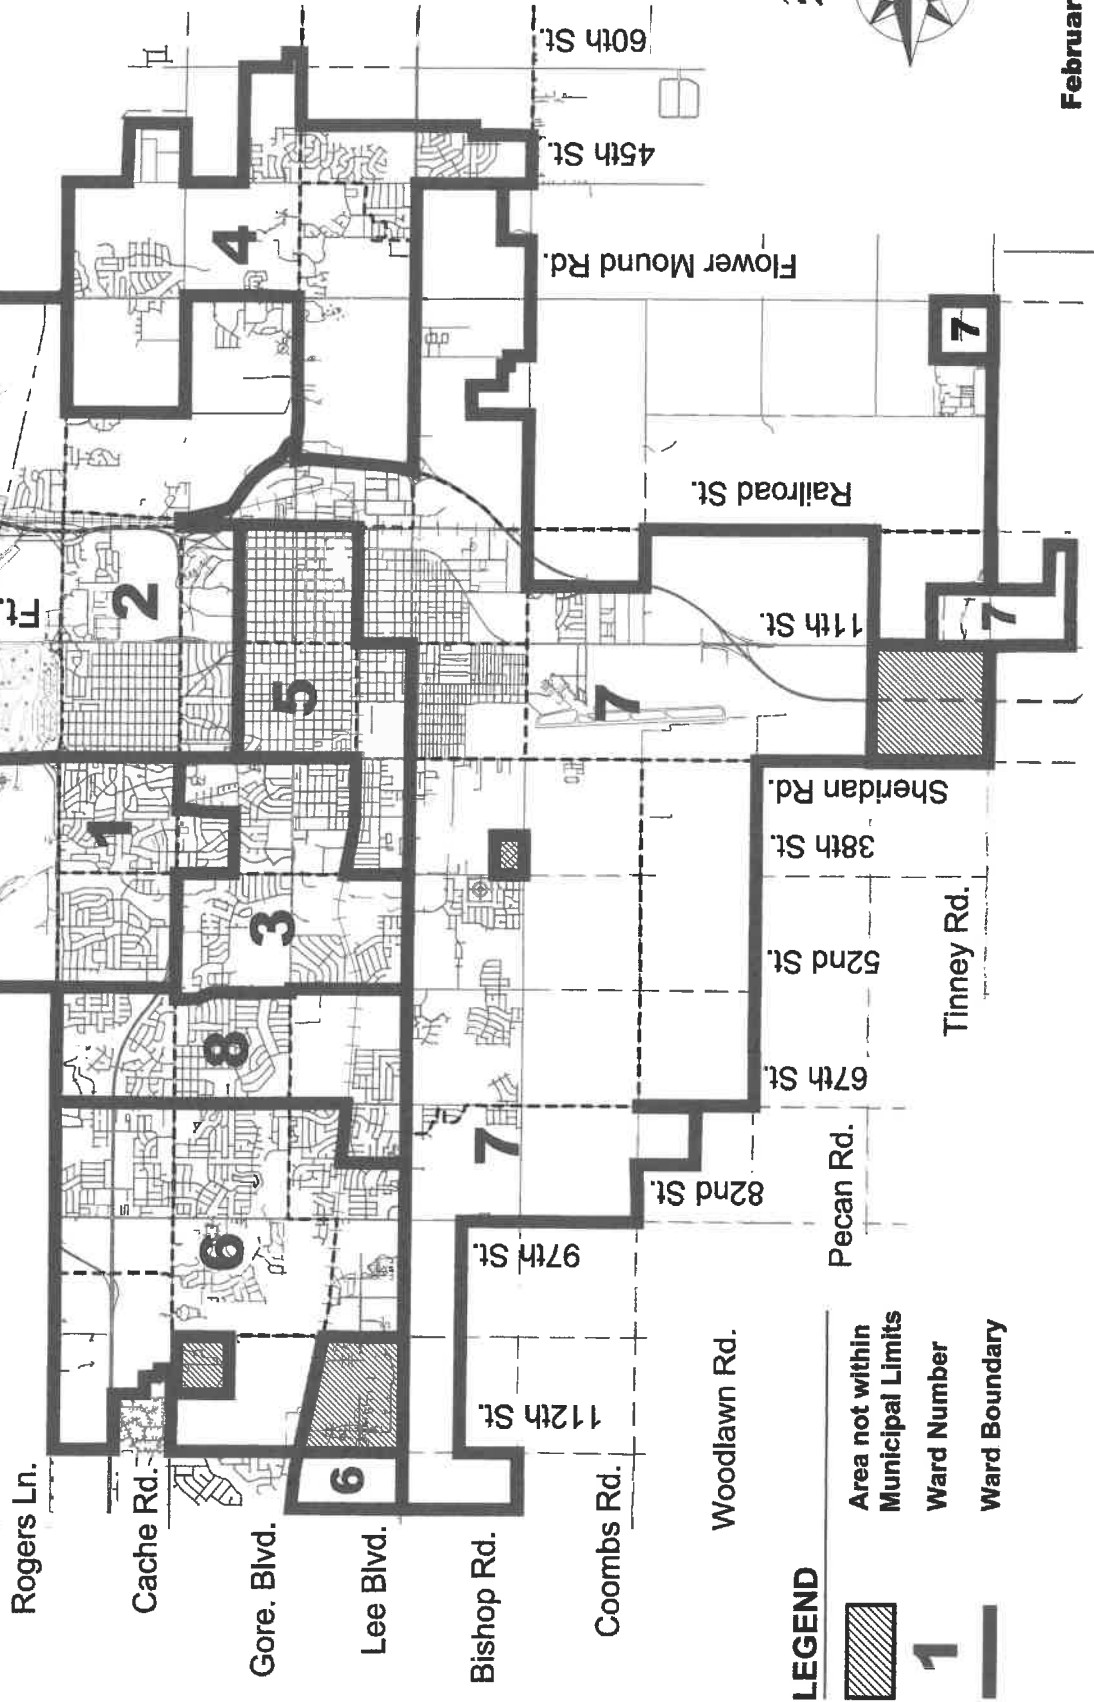 Rogers Ln.
Cache Rd.
Gore. Blvd.
Lee Blvd.
Bishop Rd.
Coombs Rd.
Woodlawn Rd.
Pecan Rd.
Tinney Rd.
112th St.
97th St.
82nd St.
67th St.
52nd St.
38th St.
Sheridan Rd.
11th St.
Railroad St.
Flower Mound Rd.
45th St.
60th St.
Ft.
6
6
8
3
1
5
2
4
7
7
7
7
LEGEND
Area not within
Municipal Limits
1
Ward Number
Ward Boundary
Februar